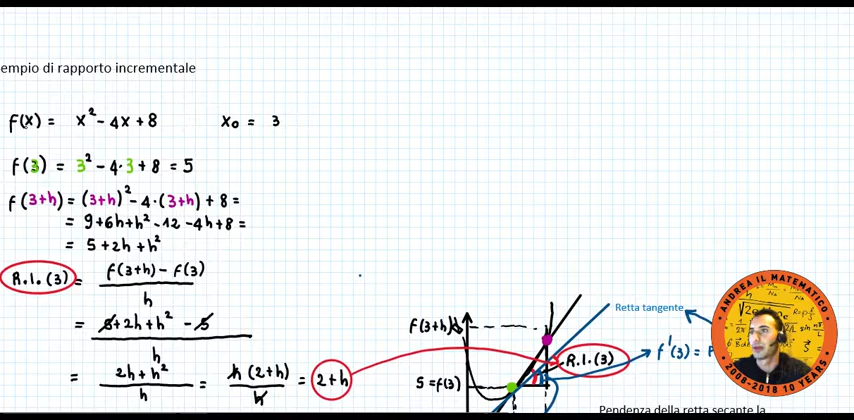 empio di rapporto incrementale
f(x) = x² - 4x + 8    x₀ = 3
f(3) = 3² - 4·3 + 8 = 5
f(3+h) = (3+h)² - 4·(3+h) + 8 =
= 9 + 6h + h² - 12 - 4h + 8 =
= 5 + 2h + h²
R.I.(3) = f(3+h) - f(3) / h
= 5 + 2h + h² - 5 / h
= 2h + h² / h = h(2+h) / h = 2+h
F(3+h)
5 = f(3)
R.I.(3)
Retta tangente
f'(3) =
Pendenza della retta secante la
ANDREA IL MATEMATICO
2008-2018 10 YEARS